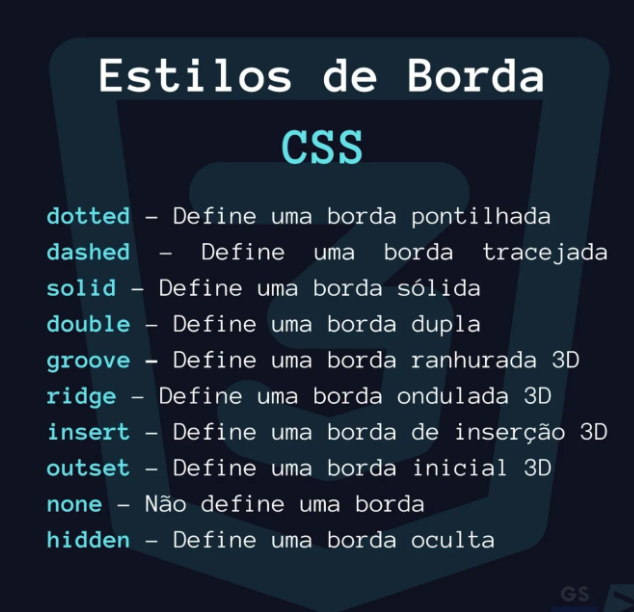 Estilos de Borda
CSS
dotted – Define uma borda pontilhada
dashed – Define uma borda tracejada
solid – Define uma borda sólida
double – Define uma borda dupla
groove – Define uma borda ranhurada 3D
ridge – Define uma borda ondulada 3D
insert – Define uma borda de inserção 3D
outset – Define uma borda inicial 3D
none – Não define uma borda
hidden – Define uma borda oculta
GS